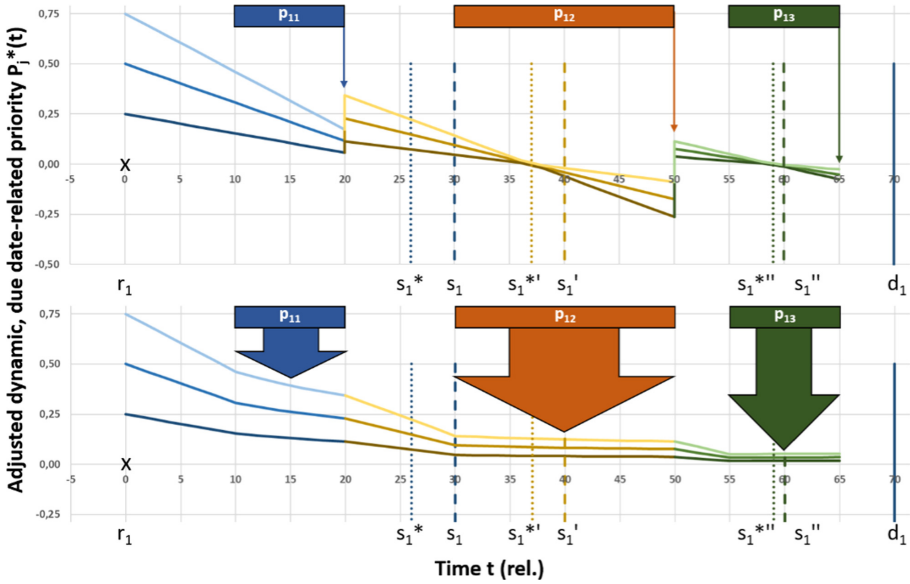 Adjusted dynamic, due date-related priority Pj*(t)
p11 p12 p13
0,75
0,50
0,25
0,00
x
-5 0 5 10 15 20 25 30 35 40 45 50 55 60 65 70
-0,25
-0,50
r1 s1* s1 s1*' s1' s1*'' s1'' d1
p11 p12 p13
0,75
0,50
0,25
0,00
x
-5 0 5 10 15 20 25 30 35 40 45 50 55 60 65 70
-0,25
r1 s1* s1 s1*' s1' s1*'' s1'' d1
Time t (rel.)